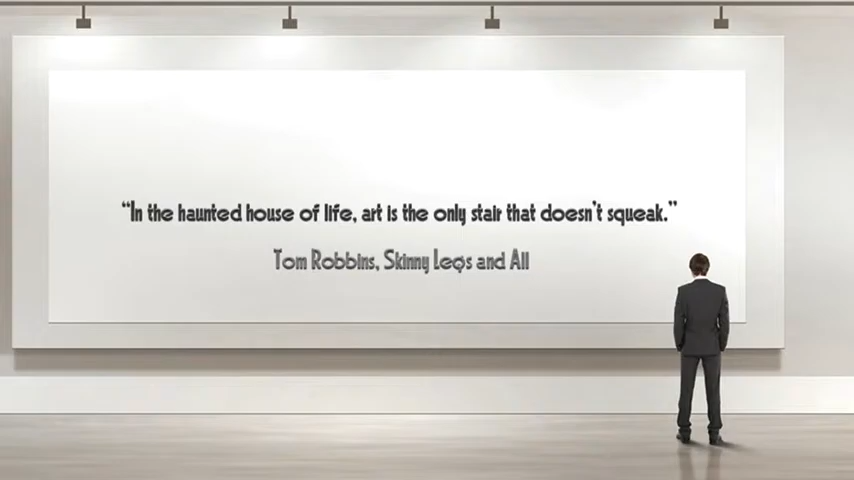 “In the haunted house of life, art is the only stair that doesn’t squeak.”
Tom Robbins, Skinny Legs and All